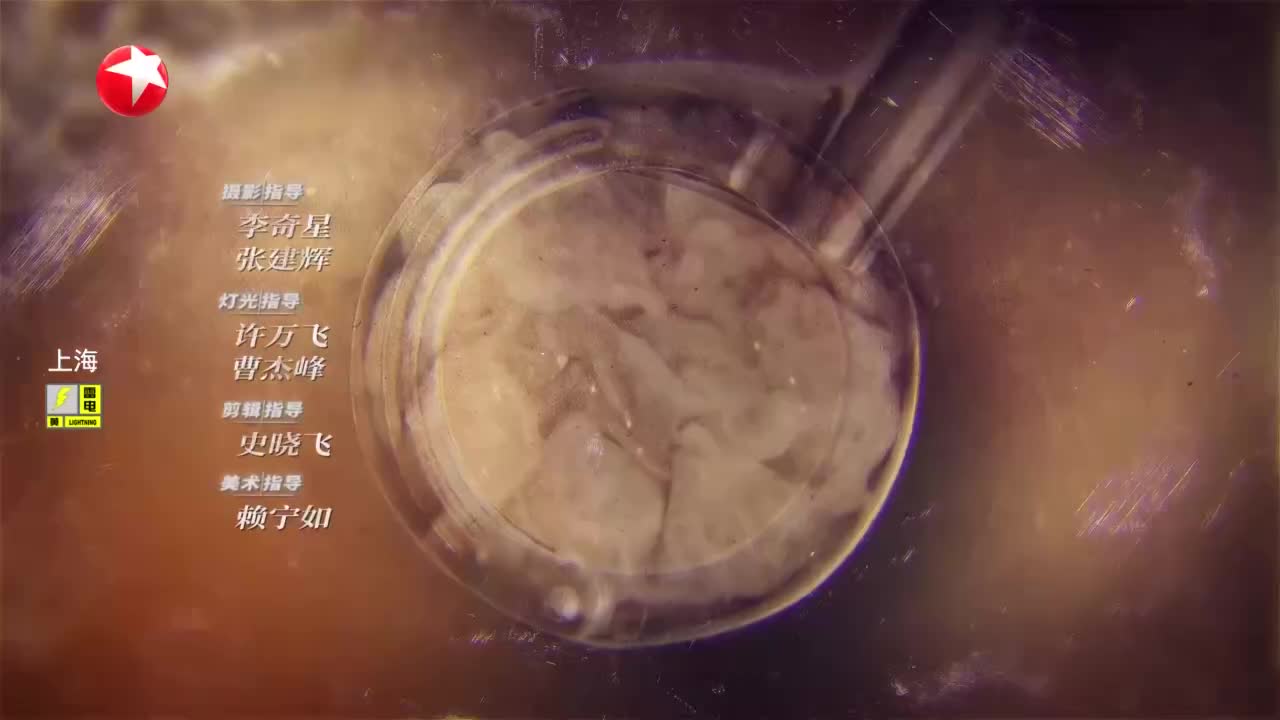 摄影指导
李奇星
张建辉
灯光指导
许万飞
曹杰峰
上海
雷电
黄 LIGHTNING
剪辑指导
史晓飞
美术指导
赖宁如